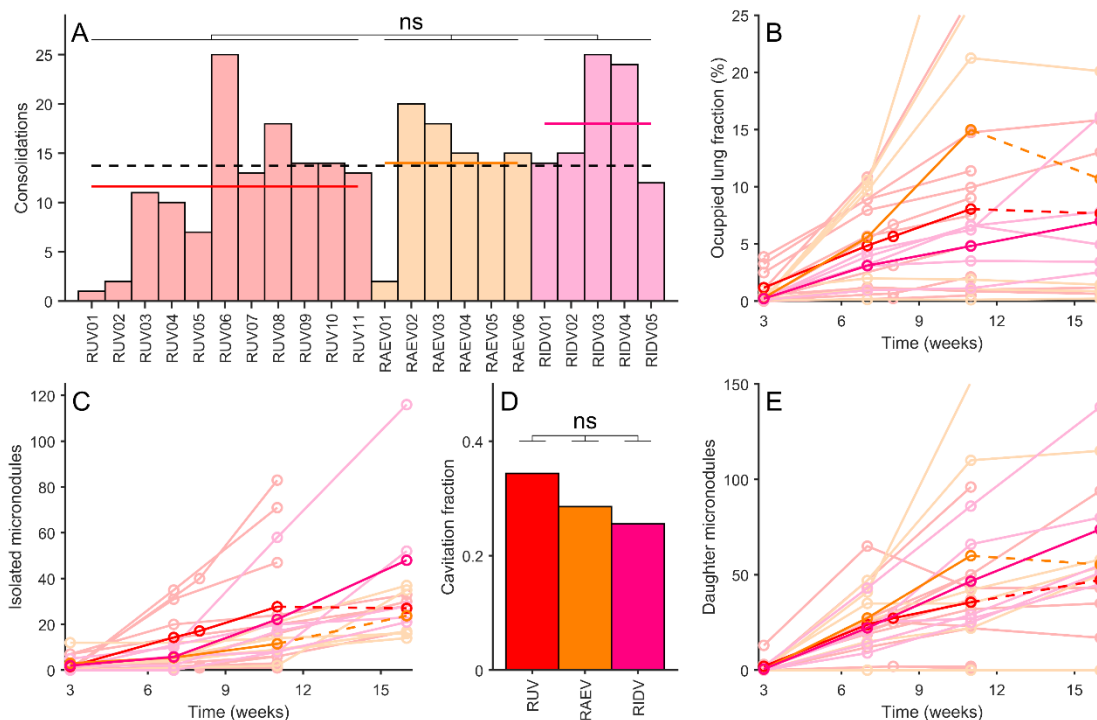 A
ns
Consolidations
25
20
15
10
5
0
RUV01
RUV02
RUV03
RUV04
RUV05
RUV06
RUV07
RUV08
RUV09
RUV10
RUV11
RAEV01
RAEV02
RAEV03
RAEV04
RAEV05
RAEV06
RIDV01
RIDV02
RIDV03
RIDV04
RIDV05
B
Ocuppied lung fraction (%)
25
20
15
10
5
0
3
6
9
12
15
Time (weeks)
C
Isolated micronodules
120
100
80
60
40
20
0
3
6
9
12
15
Time (weeks)
D
ns
Cavitation fraction
0.4
0.2
0
RUV
RAEV
RIDV
E
Daughter micronodules
150
100
50
0
3
6
9
12
15
Time (weeks)